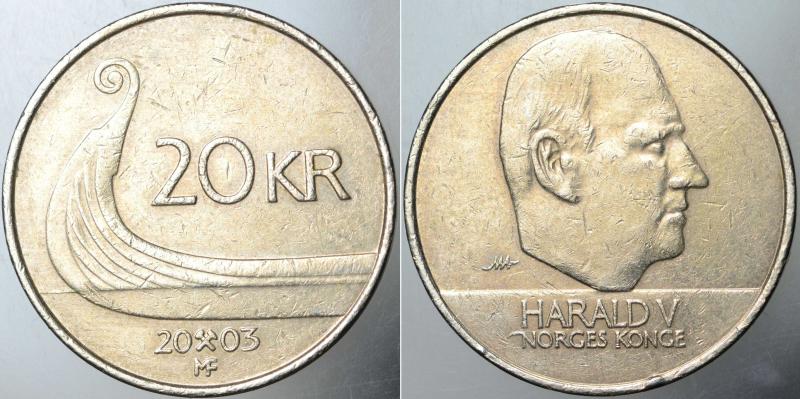 20 KR
20 03
MF
HARALD V
NORGES KONGE